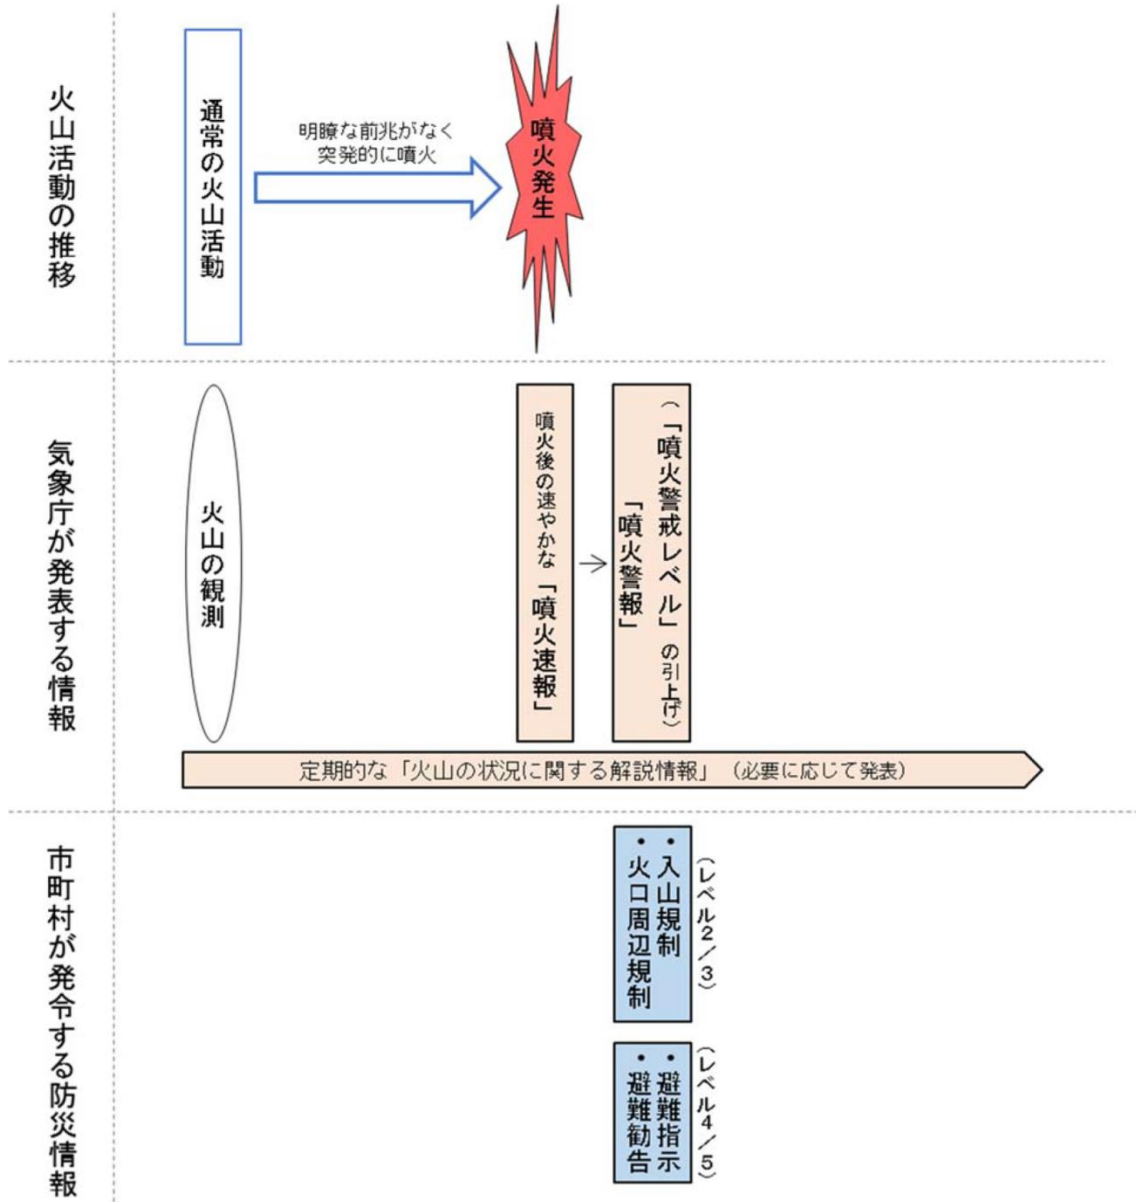 火山活動の推移
通常の火山活動
明瞭な前兆がなく
突発的に噴火
噴火発生
気象庁が発表する情報
火山の観測
噴火後の速やかな「噴火速報」
→
（「噴火警戒レベル」の引上げ）
「噴火警報」
定期的な「火山の状況に関する解説情報」（必要に応じて発表）
市町村が発令する防災情報
（レベル２／３）
・入山規制
・火口周辺規制
（レベル４／５）
・避難指示
・避難勧告